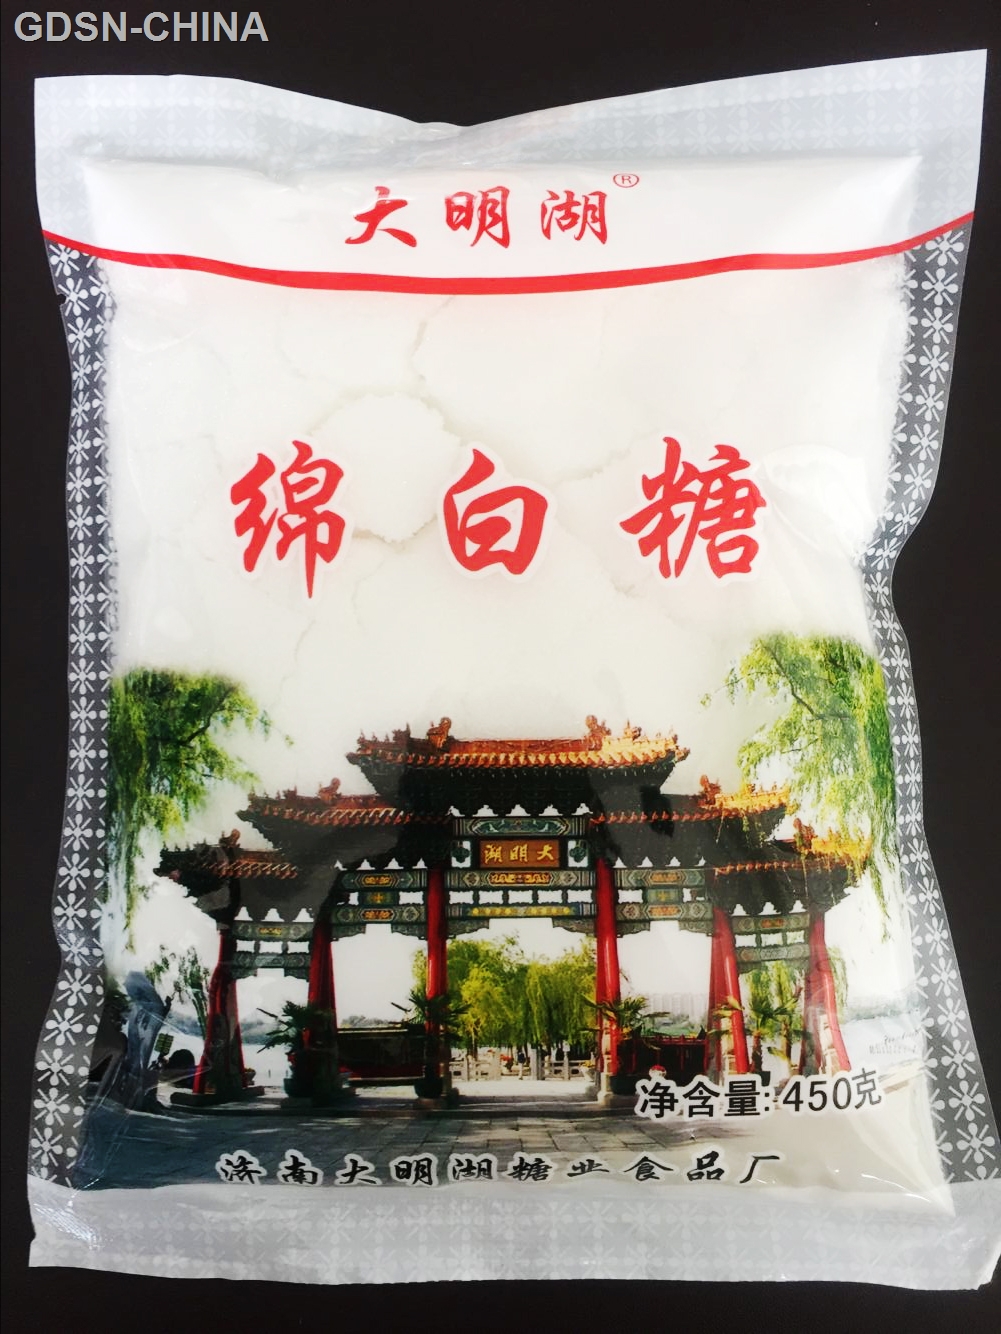 GDSN-CHINA
大明湖®
绵白糖
湖明大
净含量:450克
济南大明湖糖业食品厂